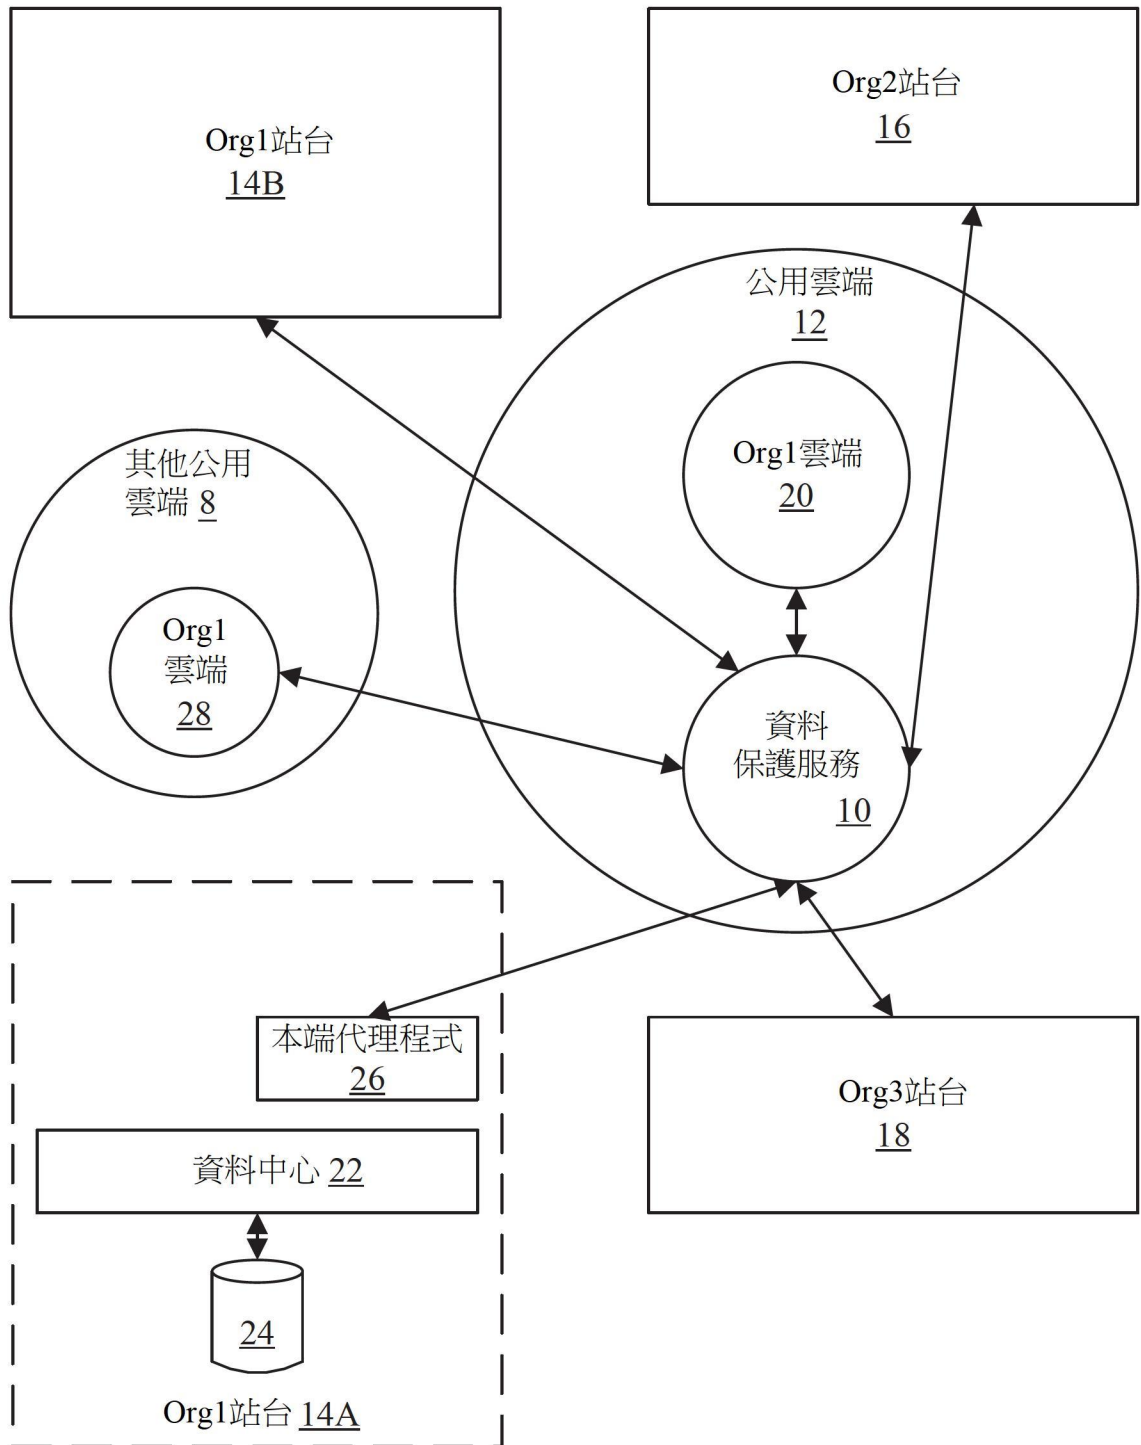 Org1站台
14B
Org2站台
16
公用雲端
12
Org1雲端
20
其他公用
雲端 8
Org1
雲端
28
資料
保護服務
10
本端代理程式
26
資料中心 22
24
Org1站台 14A
Org3站台
18